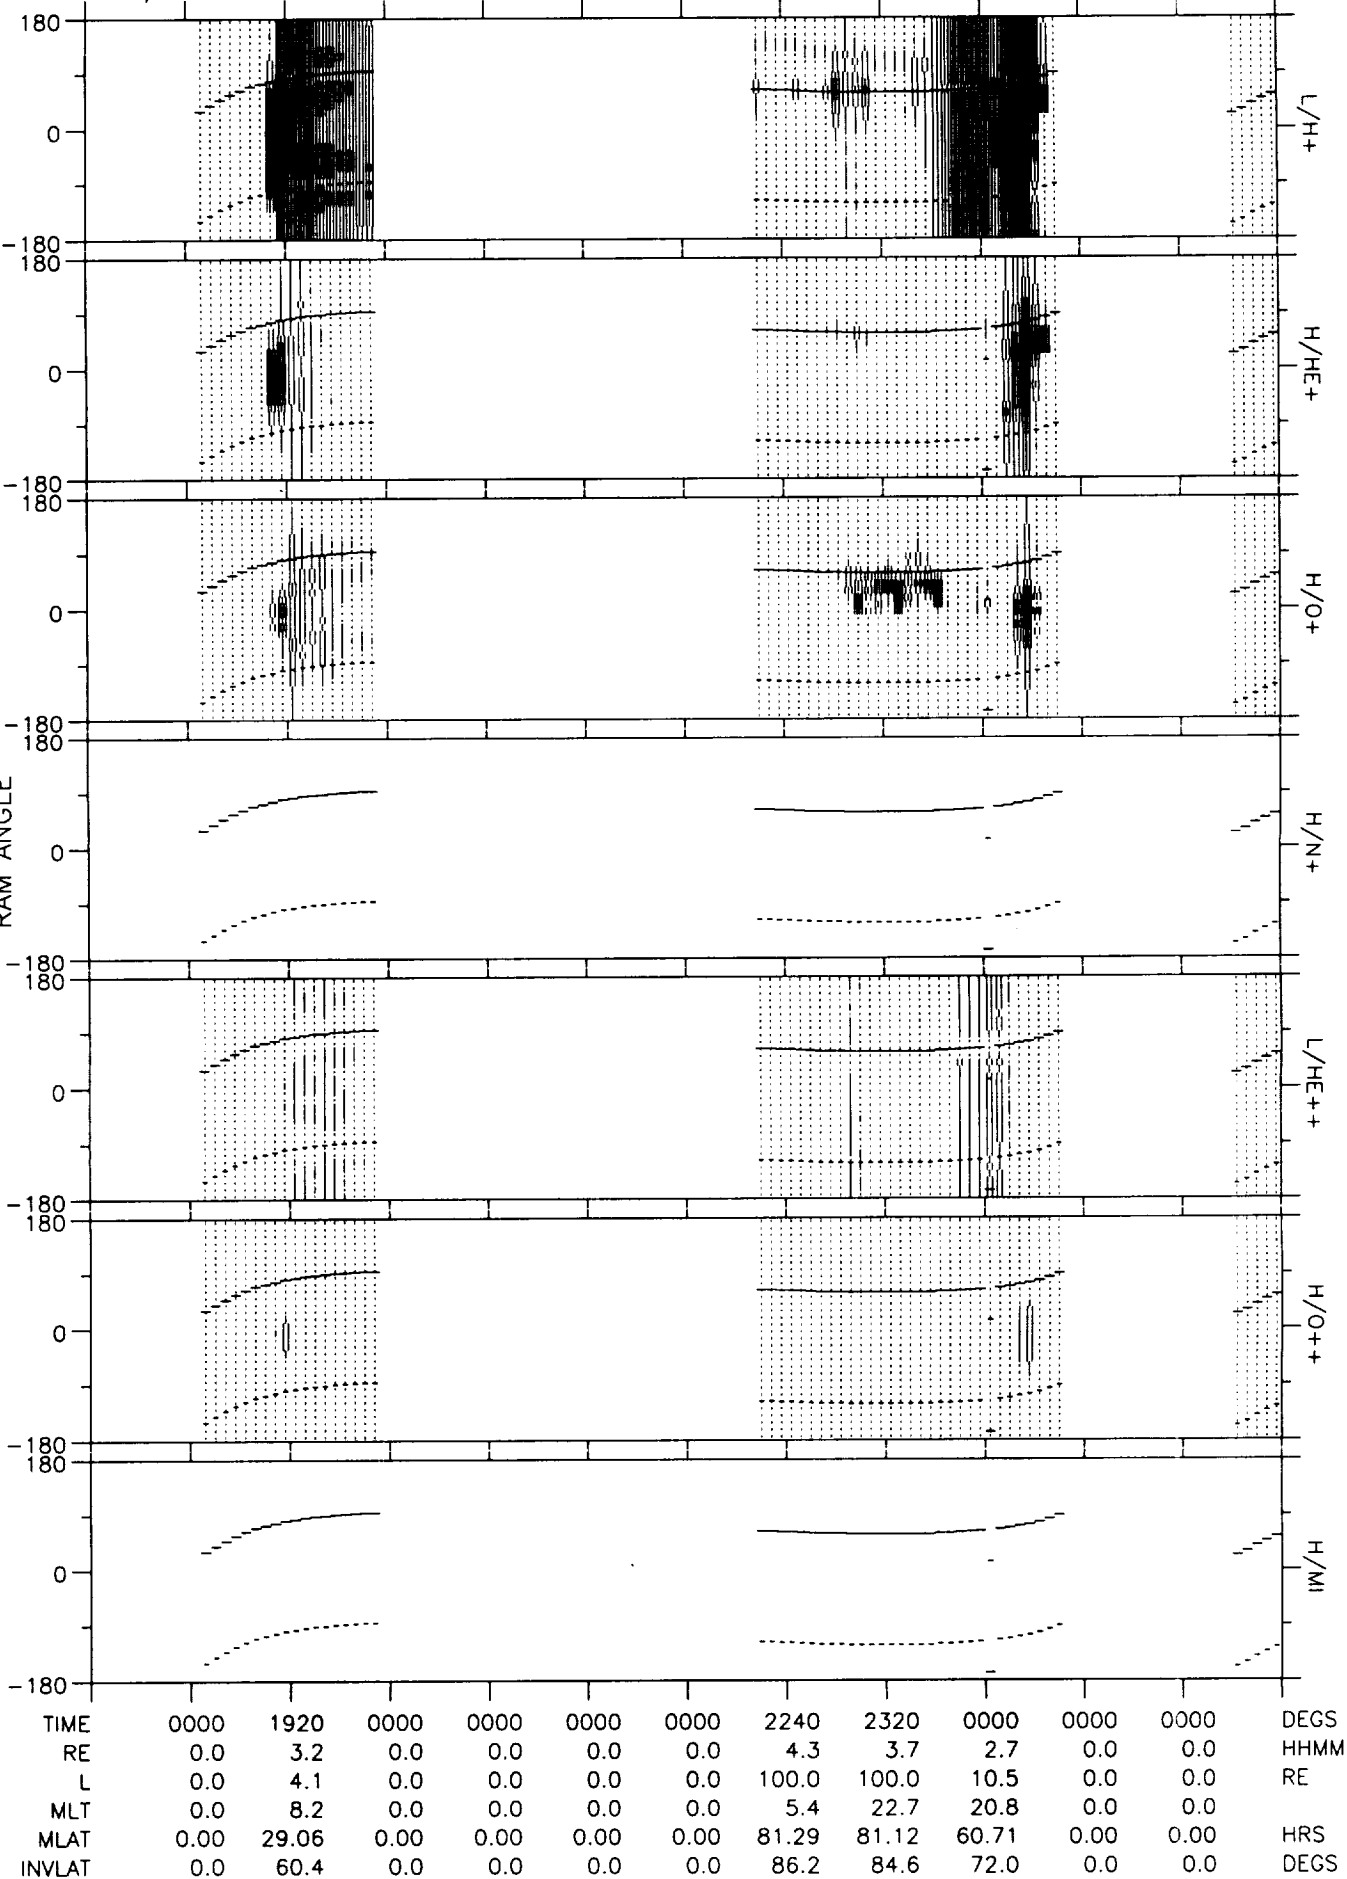 180
0
-180
L/H+
180
0
-180
H/HE+
180
0
-180
H/O+
180
0
-180
H/N+
RAM ANGLE
180
0
-180
L/HE++
180
0
-180
H/O++
180
0
-180
H/MI
TIME 0000 1920 0000 0000 0000 0000 2240 2320 0000 0000 0000 DEGS
RE 0.0 3.2 0.0 0.0 0.0 0.0 4.3 3.7 2.7 0.0 0.0 HHMM
L 0.0 4.1 0.0 0.0 0.0 0.0 100.0 100.0 10.5 0.0 0.0 RE
MLT 0.0 8.2 0.0 0.0 0.0 0.0 5.4 22.7 20.8 0.0 0.0
MLAT 0.00 29.06 0.00 0.00 0.00 0.00 81.29 81.12 60.71 0.00 0.00 HRS
INVLAT 0.0 60.4 0.0 0.0 0.0 0.0 86.2 84.6 72.0 0.0 0.0 DEGS